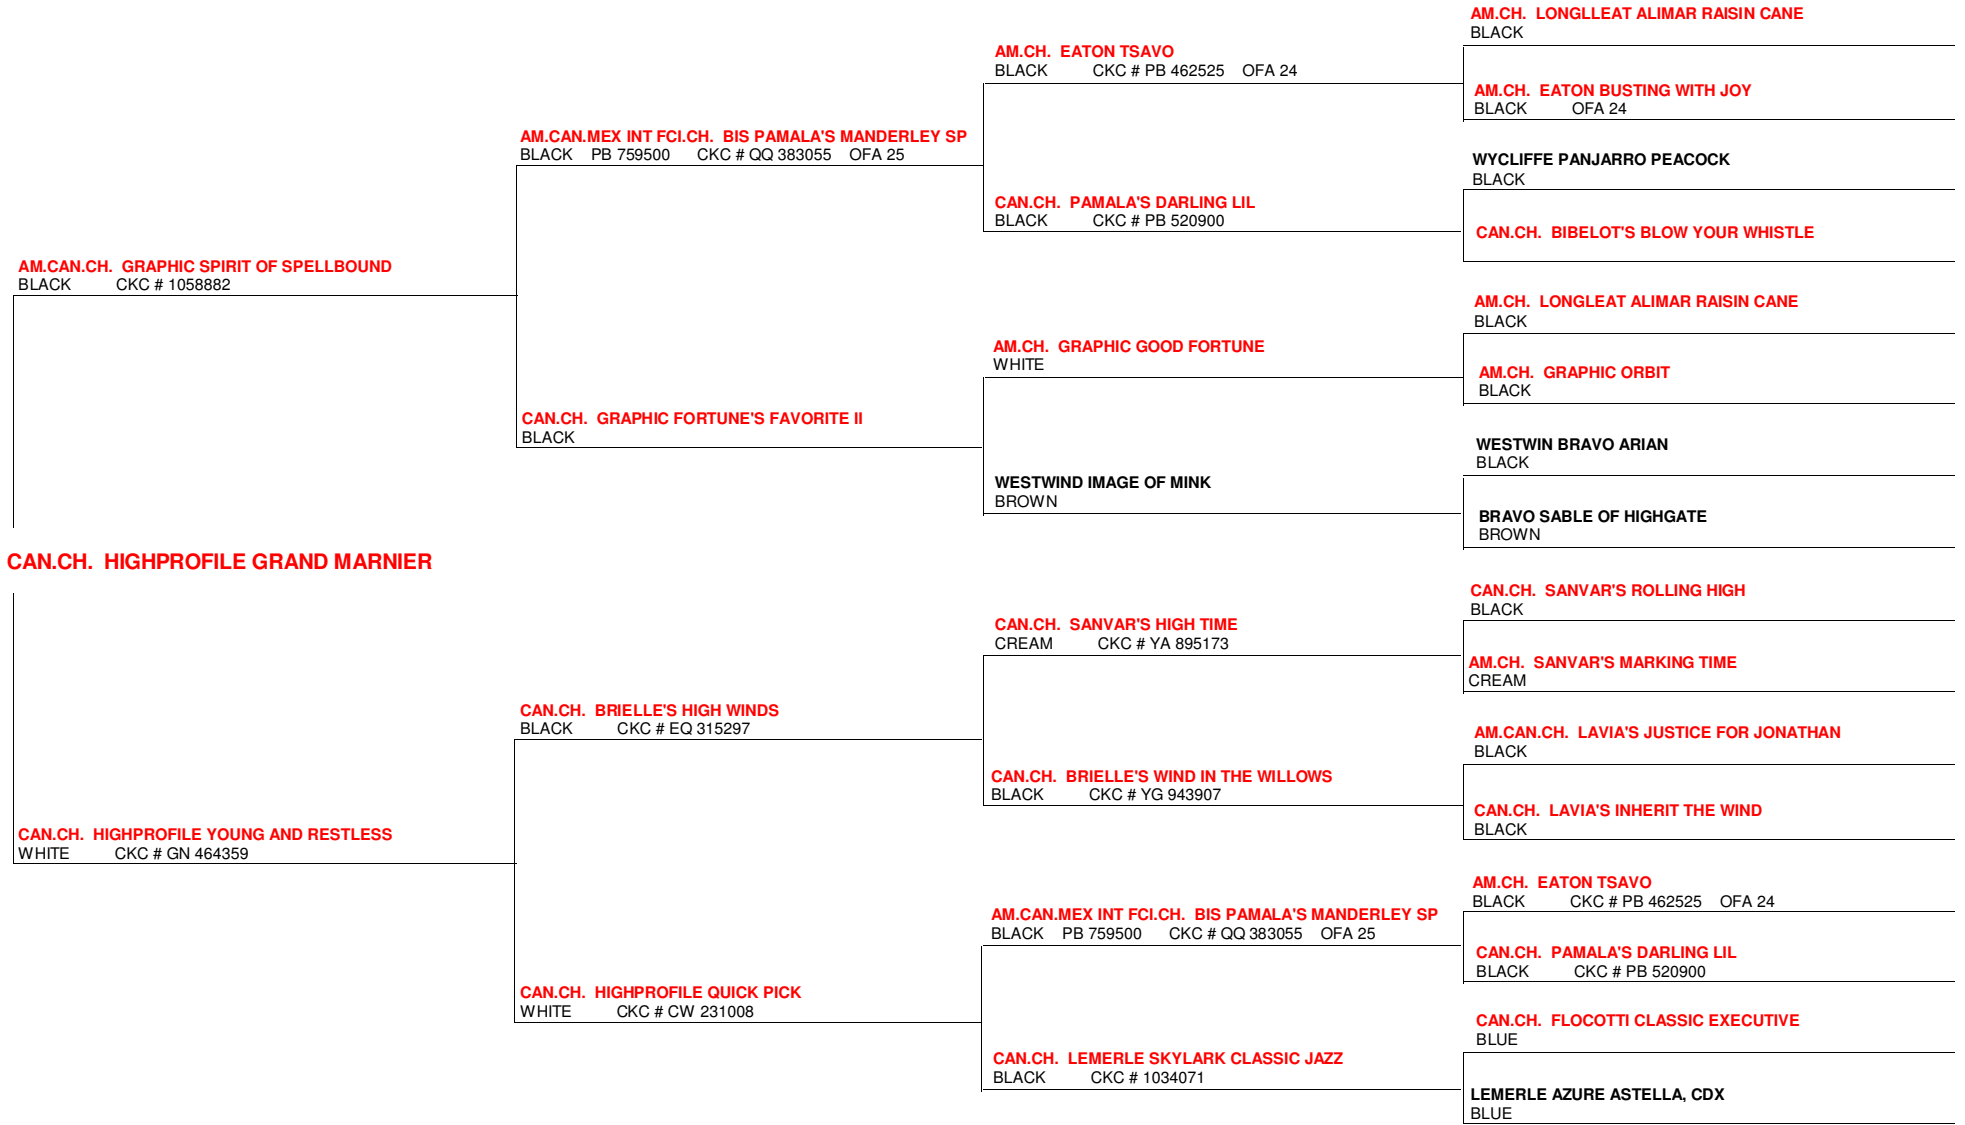 AM.CH. LONGLLEAT ALIMAR RAISIN CANE
BLACK
AM.CH. EATON TSAVO
BLACK CKC # PB 462525 OFA 24
AM.CH. EATON BUSTING WITH JOY
BLACK OFA 24
AM.CAN.MEX INT FCI.CH. BIS PAMALA'S MANDERLEY SP
BLACK PB 759500 CKC # QQ 383055 OFA 25
WYCLIFFE PANJARRO PEACOCK
BLACK
CAN.CH. PAMALA'S DARLING LIL
BLACK CKC # PB 520900
CAN.CH. BIBELOT'S BLOW YOUR WHISTLE
AM.CAN.CH. GRAPHIC SPIRIT OF SPELLBOUND
BLACK CKC # 1058882
AM.CH. LONGLEAT ALIMAR RAISIN CANE
BLACK
AM.CH. GRAPHIC GOOD FORTUNE
WHITE
AM.CH. GRAPHIC ORBIT
BLACK
CAN.CH. GRAPHIC FORTUNE'S FAVORITE II
BLACK
WESTWIN BRAVO ARIAN
BLACK
WESTWIND IMAGE OF MINK
BROWN
BRAVO SABLE OF HIGHGATE
BROWN
CAN.CH. HIGHPROFILE GRAND MARNIER
CAN.CH. SANVAR'S ROLLING HIGH
BLACK
CAN.CH. SANVAR'S HIGH TIME
CREAM CKC # YA 895173
AM.CH. SANVAR'S MARKING TIME
CREAM
CAN.CH. BRIELLE'S HIGH WINDS
BLACK CKC # EQ 315297
AM.CAN.CH. LAVIA'S JUSTICE FOR JONATHAN
BLACK
CAN.CH. BRIELLE'S WIND IN THE WILLOWS
BLACK CKC # YG 943907
CAN.CH. LAVIA'S INHERIT THE WIND
BLACK
CAN.CH. HIGHPROFILE YOUNG AND RESTLESS
WHITE CKC # GN 464359
AM.CH. EATON TSAVO
BLACK CKC # PB 462525 OFA 24
AM.CAN.MEX INT FCI.CH. BIS PAMALA'S MANDERLEY SP
BLACK PB 759500 CKC # QQ 383055 OFA 25
CAN.CH. PAMALA'S DARLING LIL
BLACK CKC # PB 520900
CAN.CH. HIGHPROFILE QUICK PICK
WHITE CKC # CW 231008
CAN.CH. FLOCOTTI CLASSIC EXECUTIVE
BLUE
CAN.CH. LEMERLE SKYLARK CLASSIC JAZZ
BLACK CKC # 1034071
LEMERLE AZURE ASTELLA, CDX
BLUE